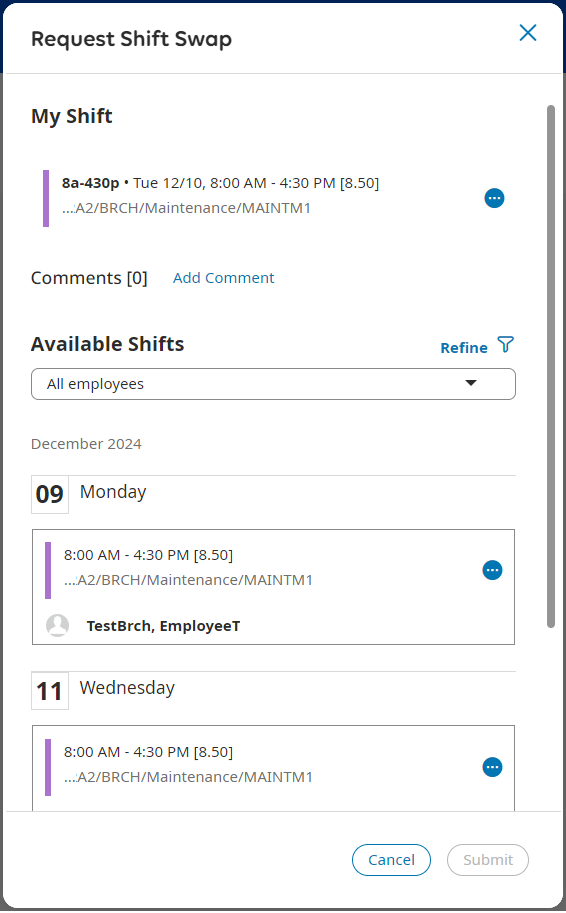 Request Shift Swap
My Shift
8a-430p • Tue 12/10, 8:00 AM - 4:30 PM [8.50]
...A2/BRCH/Maintenance/MAINTM1
Comments [0] Add Comment
Available Shifts Refine
All employees
December 2024
09 Monday
8:00 AM - 4:30 PM [8.50]
...A2/BRCH/Maintenance/MAINTM1
TestBrch, EmployeeT
11 Wednesday
8:00 AM - 4:30 PM [8.50]
...A2/BRCH/Maintenance/MAINTM1
Cancel Submit